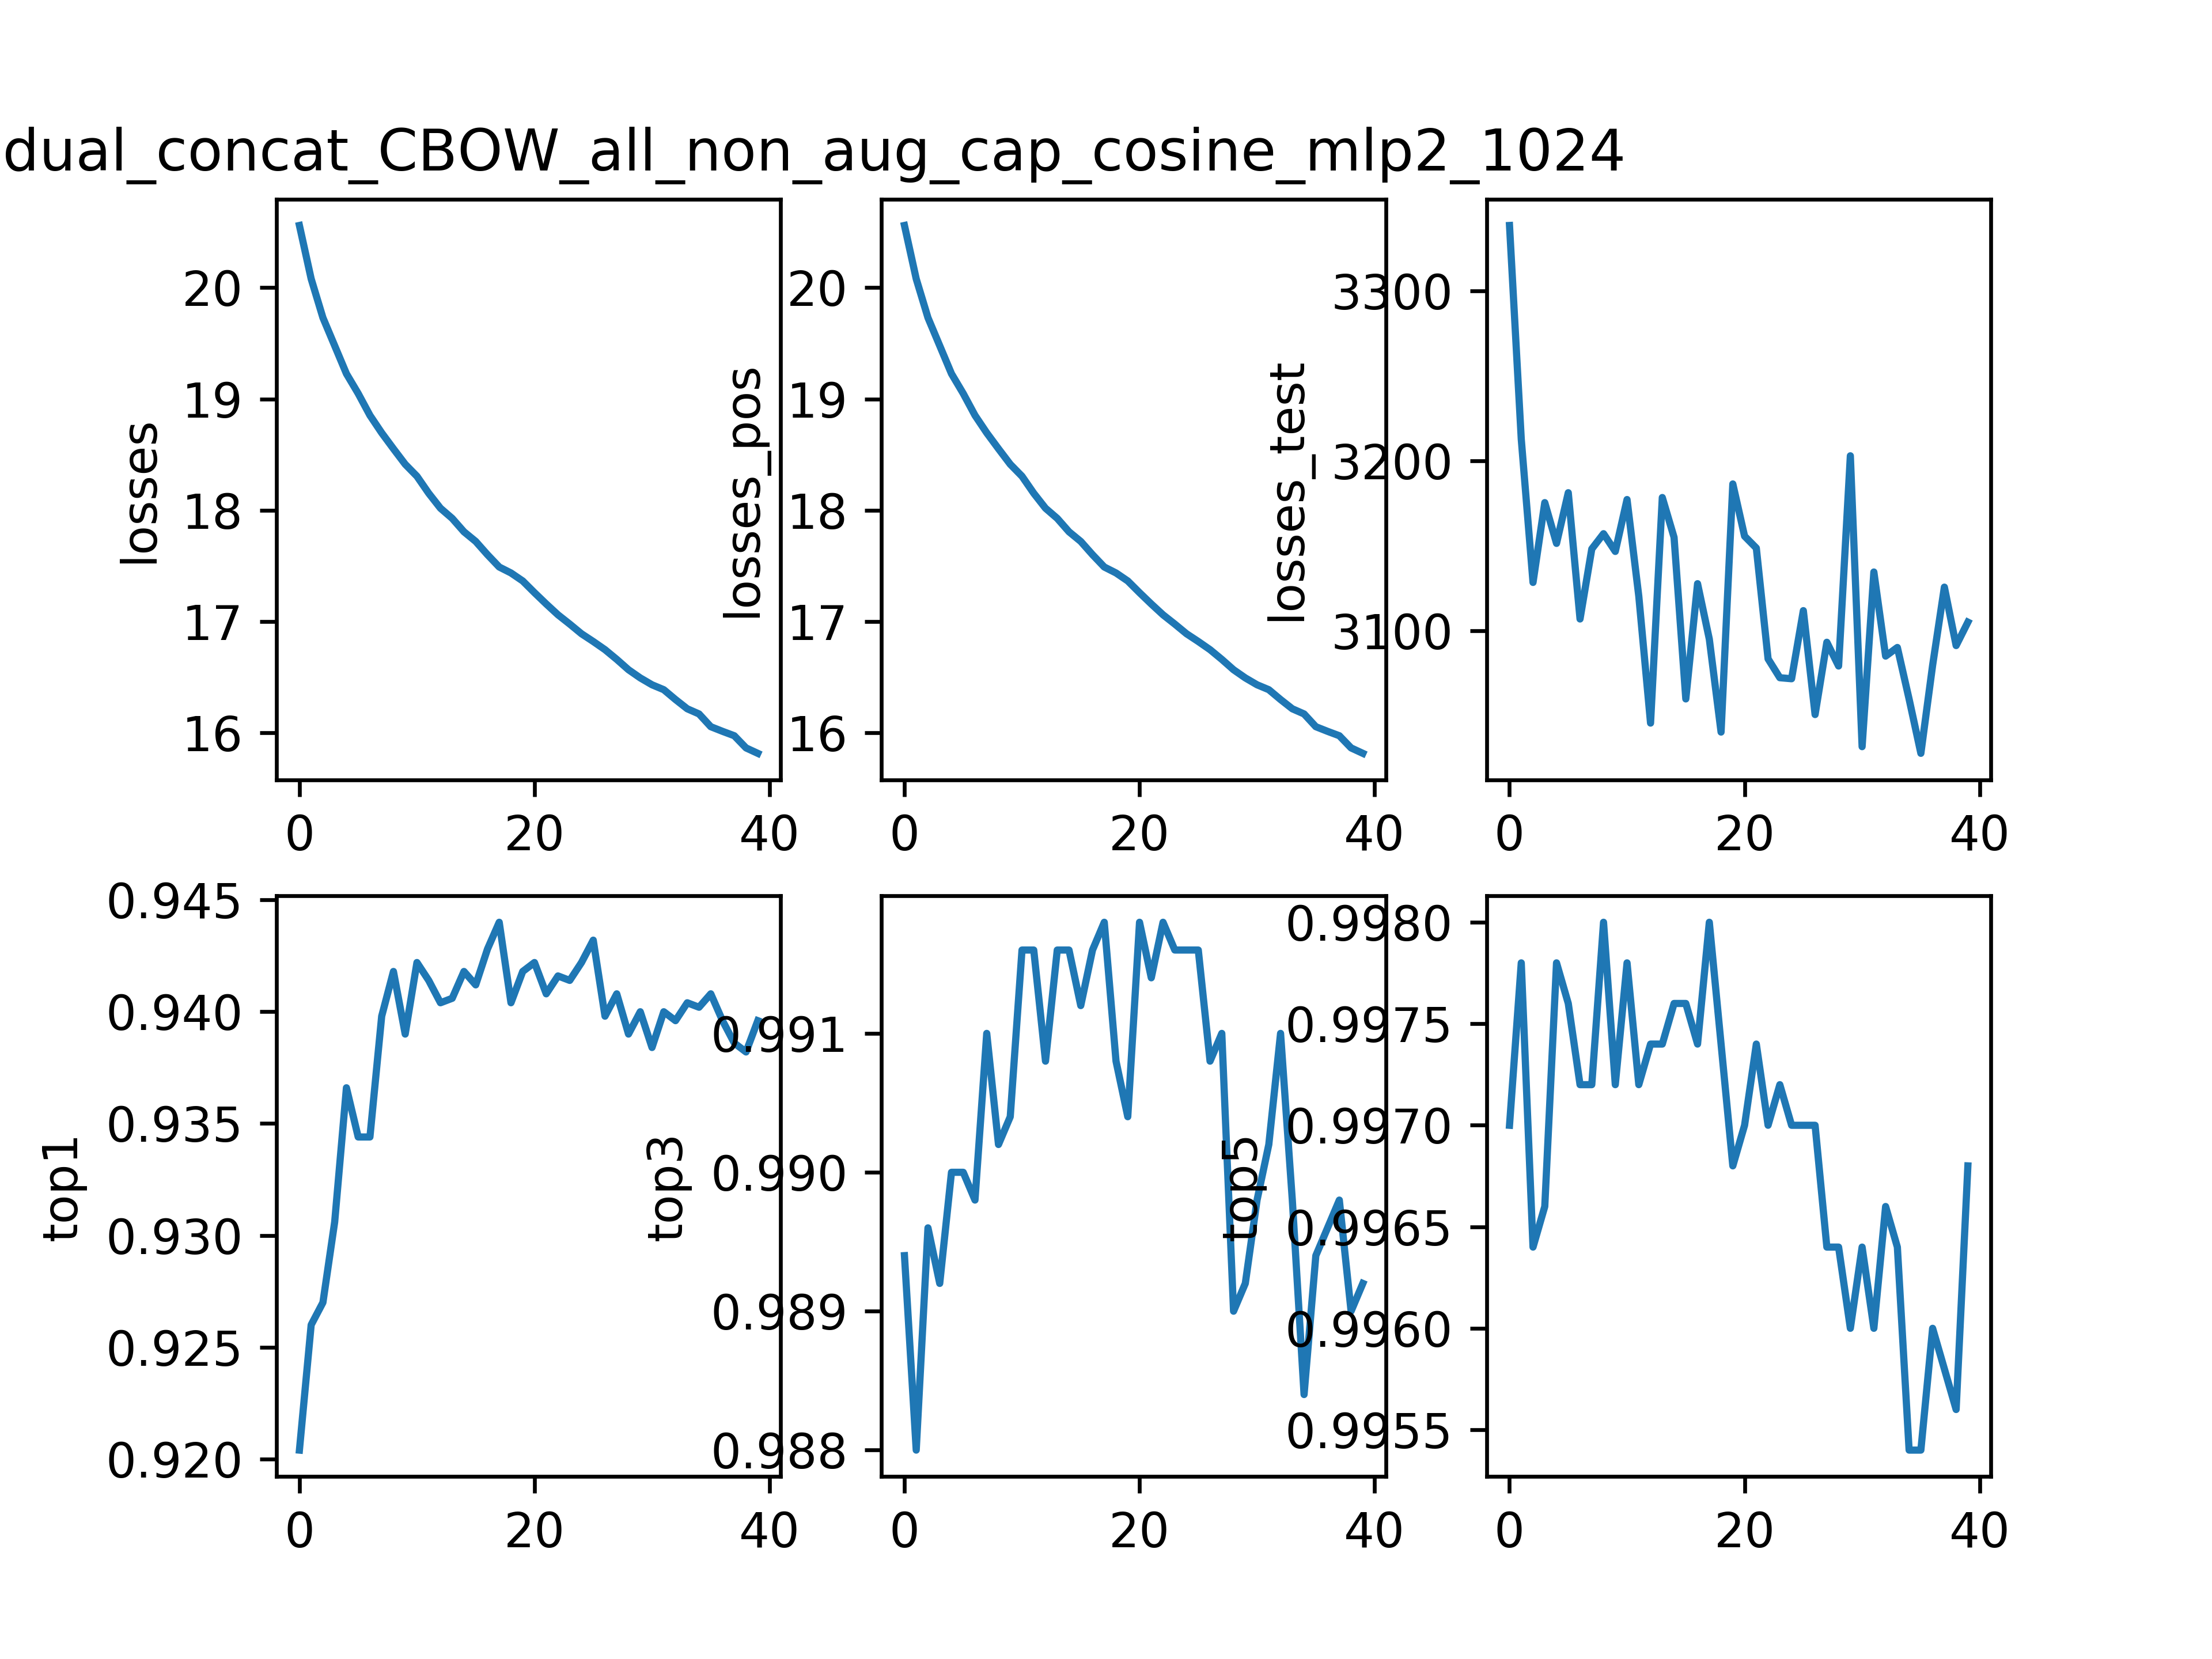 dual_concat_CBOW_all_non_aug_cap_cosine_mlp2_1024
losses
20
19
18
17
16
0 20 40
losses_pos
20
19
18
17
16
0 20 40
losses_test
3300
3200
3100
0 20 40
top1
0.945
0.940
0.935
0.930
0.925
0.920
0 20 40
top3
0.991
0.990
0.989
0.988
0 20 40
top5
0.9980
0.9975
0.9970
0.9965
0.9960
0.9955
0 20 40